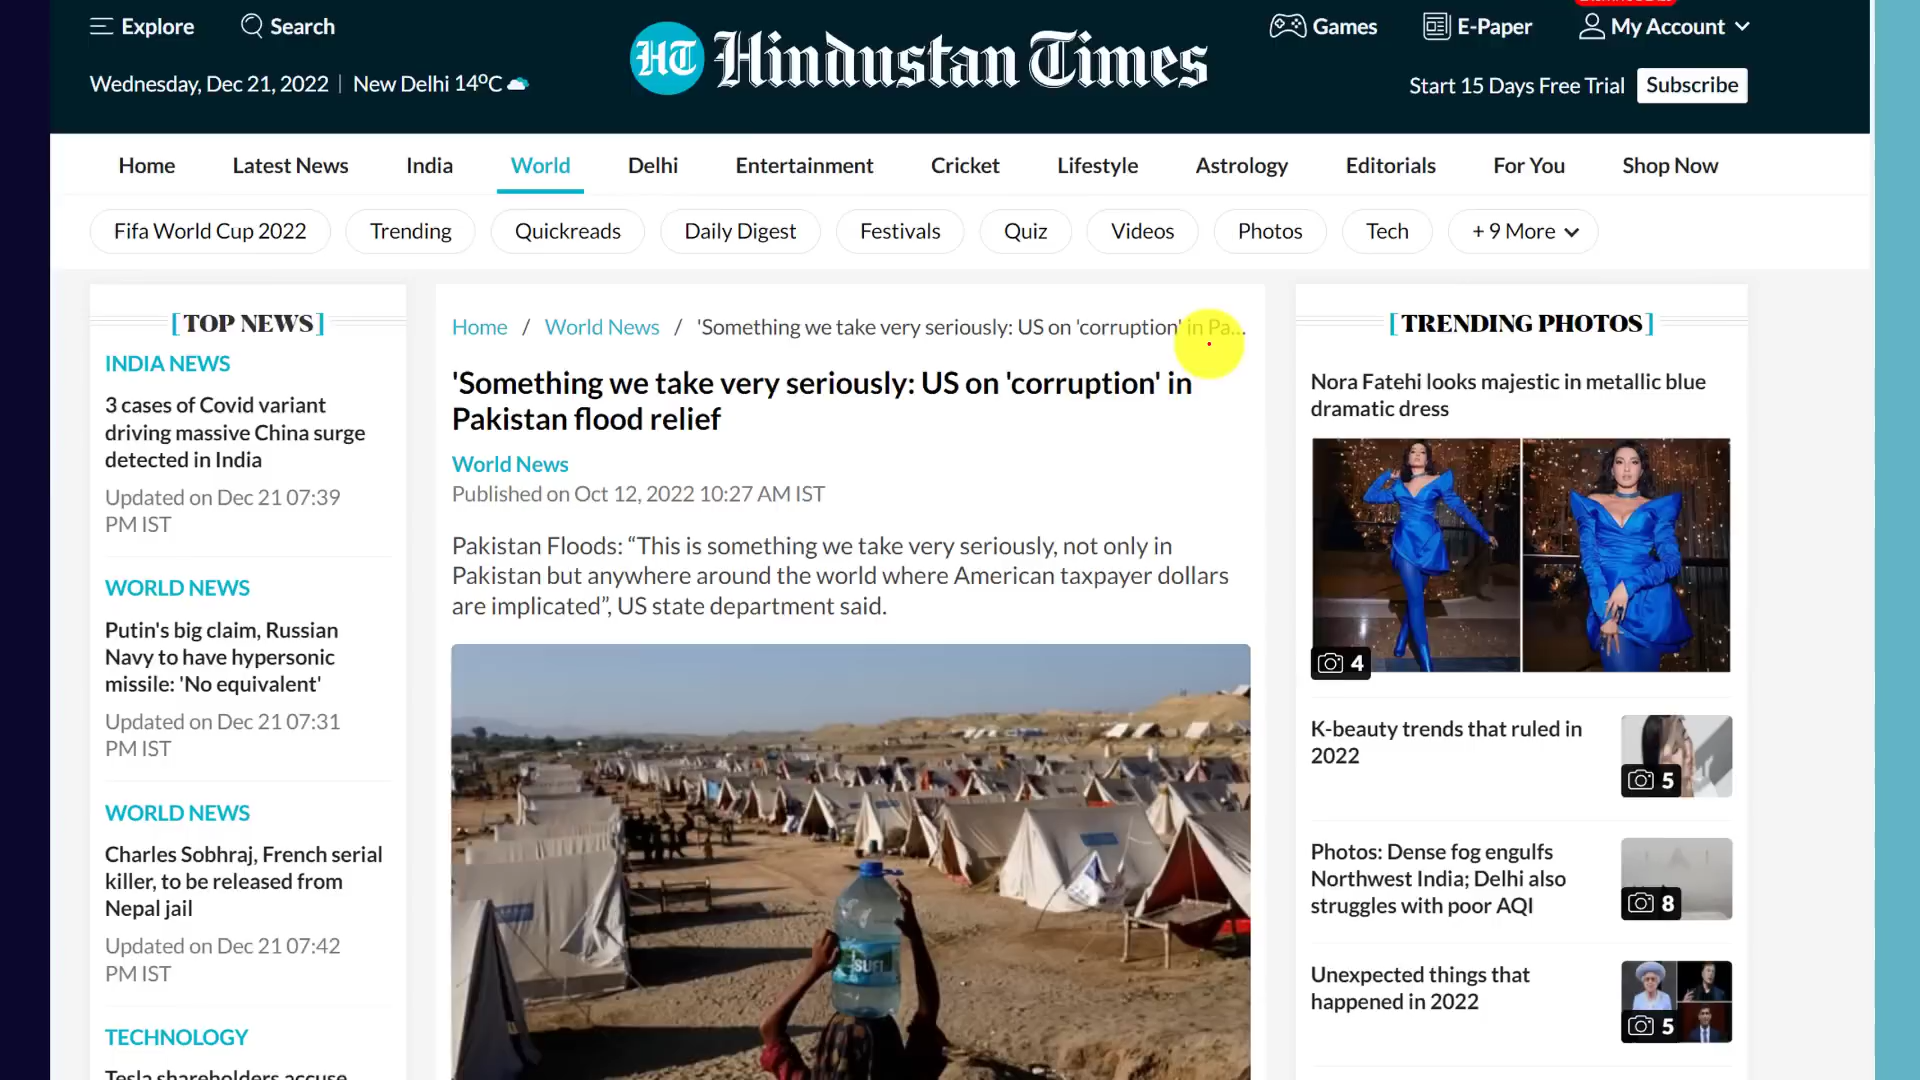 Explore
Search
HT Hindustan Times
Games
E-Paper
My Account
Wednesday, Dec 21, 2022 | New Delhi 14ºC
Start 15 Days Free Trial
Subscribe
Home
Latest News
India
World
Delhi
Entertainment
Cricket
Lifestyle
Astrology
Editorials
For You
Shop Now
Fifa World Cup 2022
Trending
Quickreads
Daily Digest
Festivals
Quiz
Videos
Photos
Tech
+ 9 More
[TOP NEWS]
INDIA NEWS
3 cases of Covid variant
driving massive China surge
detected in India
Updated on Dec 21 07:39
PM IST
WORLD NEWS
Putin's big claim, Russian
Navy to have hypersonic
missile: 'No equivalent'
Updated on Dec 21 07:31
PM IST
WORLD NEWS
Charles Sobhraj, French serial
killer, to be released from
Nepal jail
Updated on Dec 21 07:42
PM IST
TECHNOLOGY
Tesla shareholders accuse
Home / World News / 'Something we take very seriously: US on 'corruption' in Pa...
'Something we take very seriously: US on 'corruption' in
Pakistan flood relief
World News
Published on Oct 12, 2022 10:27 AM IST
Pakistan Floods: “This is something we take very seriously, not only in
Pakistan but anywhere around the world where American taxpayer dollars
are implicated”, US state department said.
SUFI
[TRENDING PHOTOS]
Nora Fatehi looks majestic in metallic blue
dramatic dress
4
K-beauty trends that ruled in
2022
5
Photos: Dense fog engulfs
Northwest India; Delhi also
struggles with poor AQI
8
Unexpected things that
happened in 2022
5